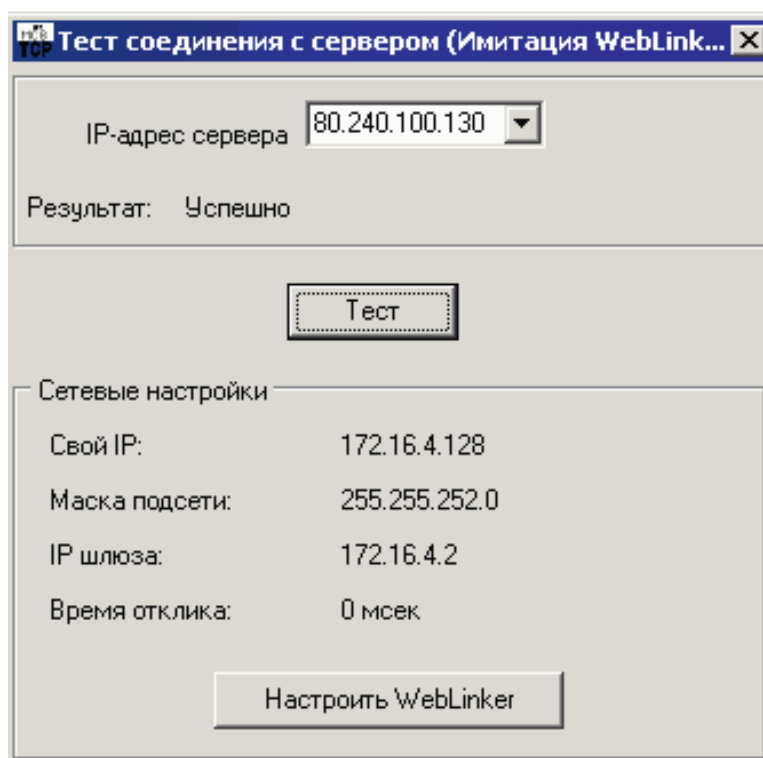 Тест соединения с сервером (Имитация WebLink...
IP-адрес сервера 80.240.100.130
Результат: Успешно
Тест
Сетевые настройки
Свой IP: 172.16.4.128
Маска подсети: 255.255.252.0
IP шлюза: 172.16.4.2
Время отклика: 0 мсек
Настроить WebLinker